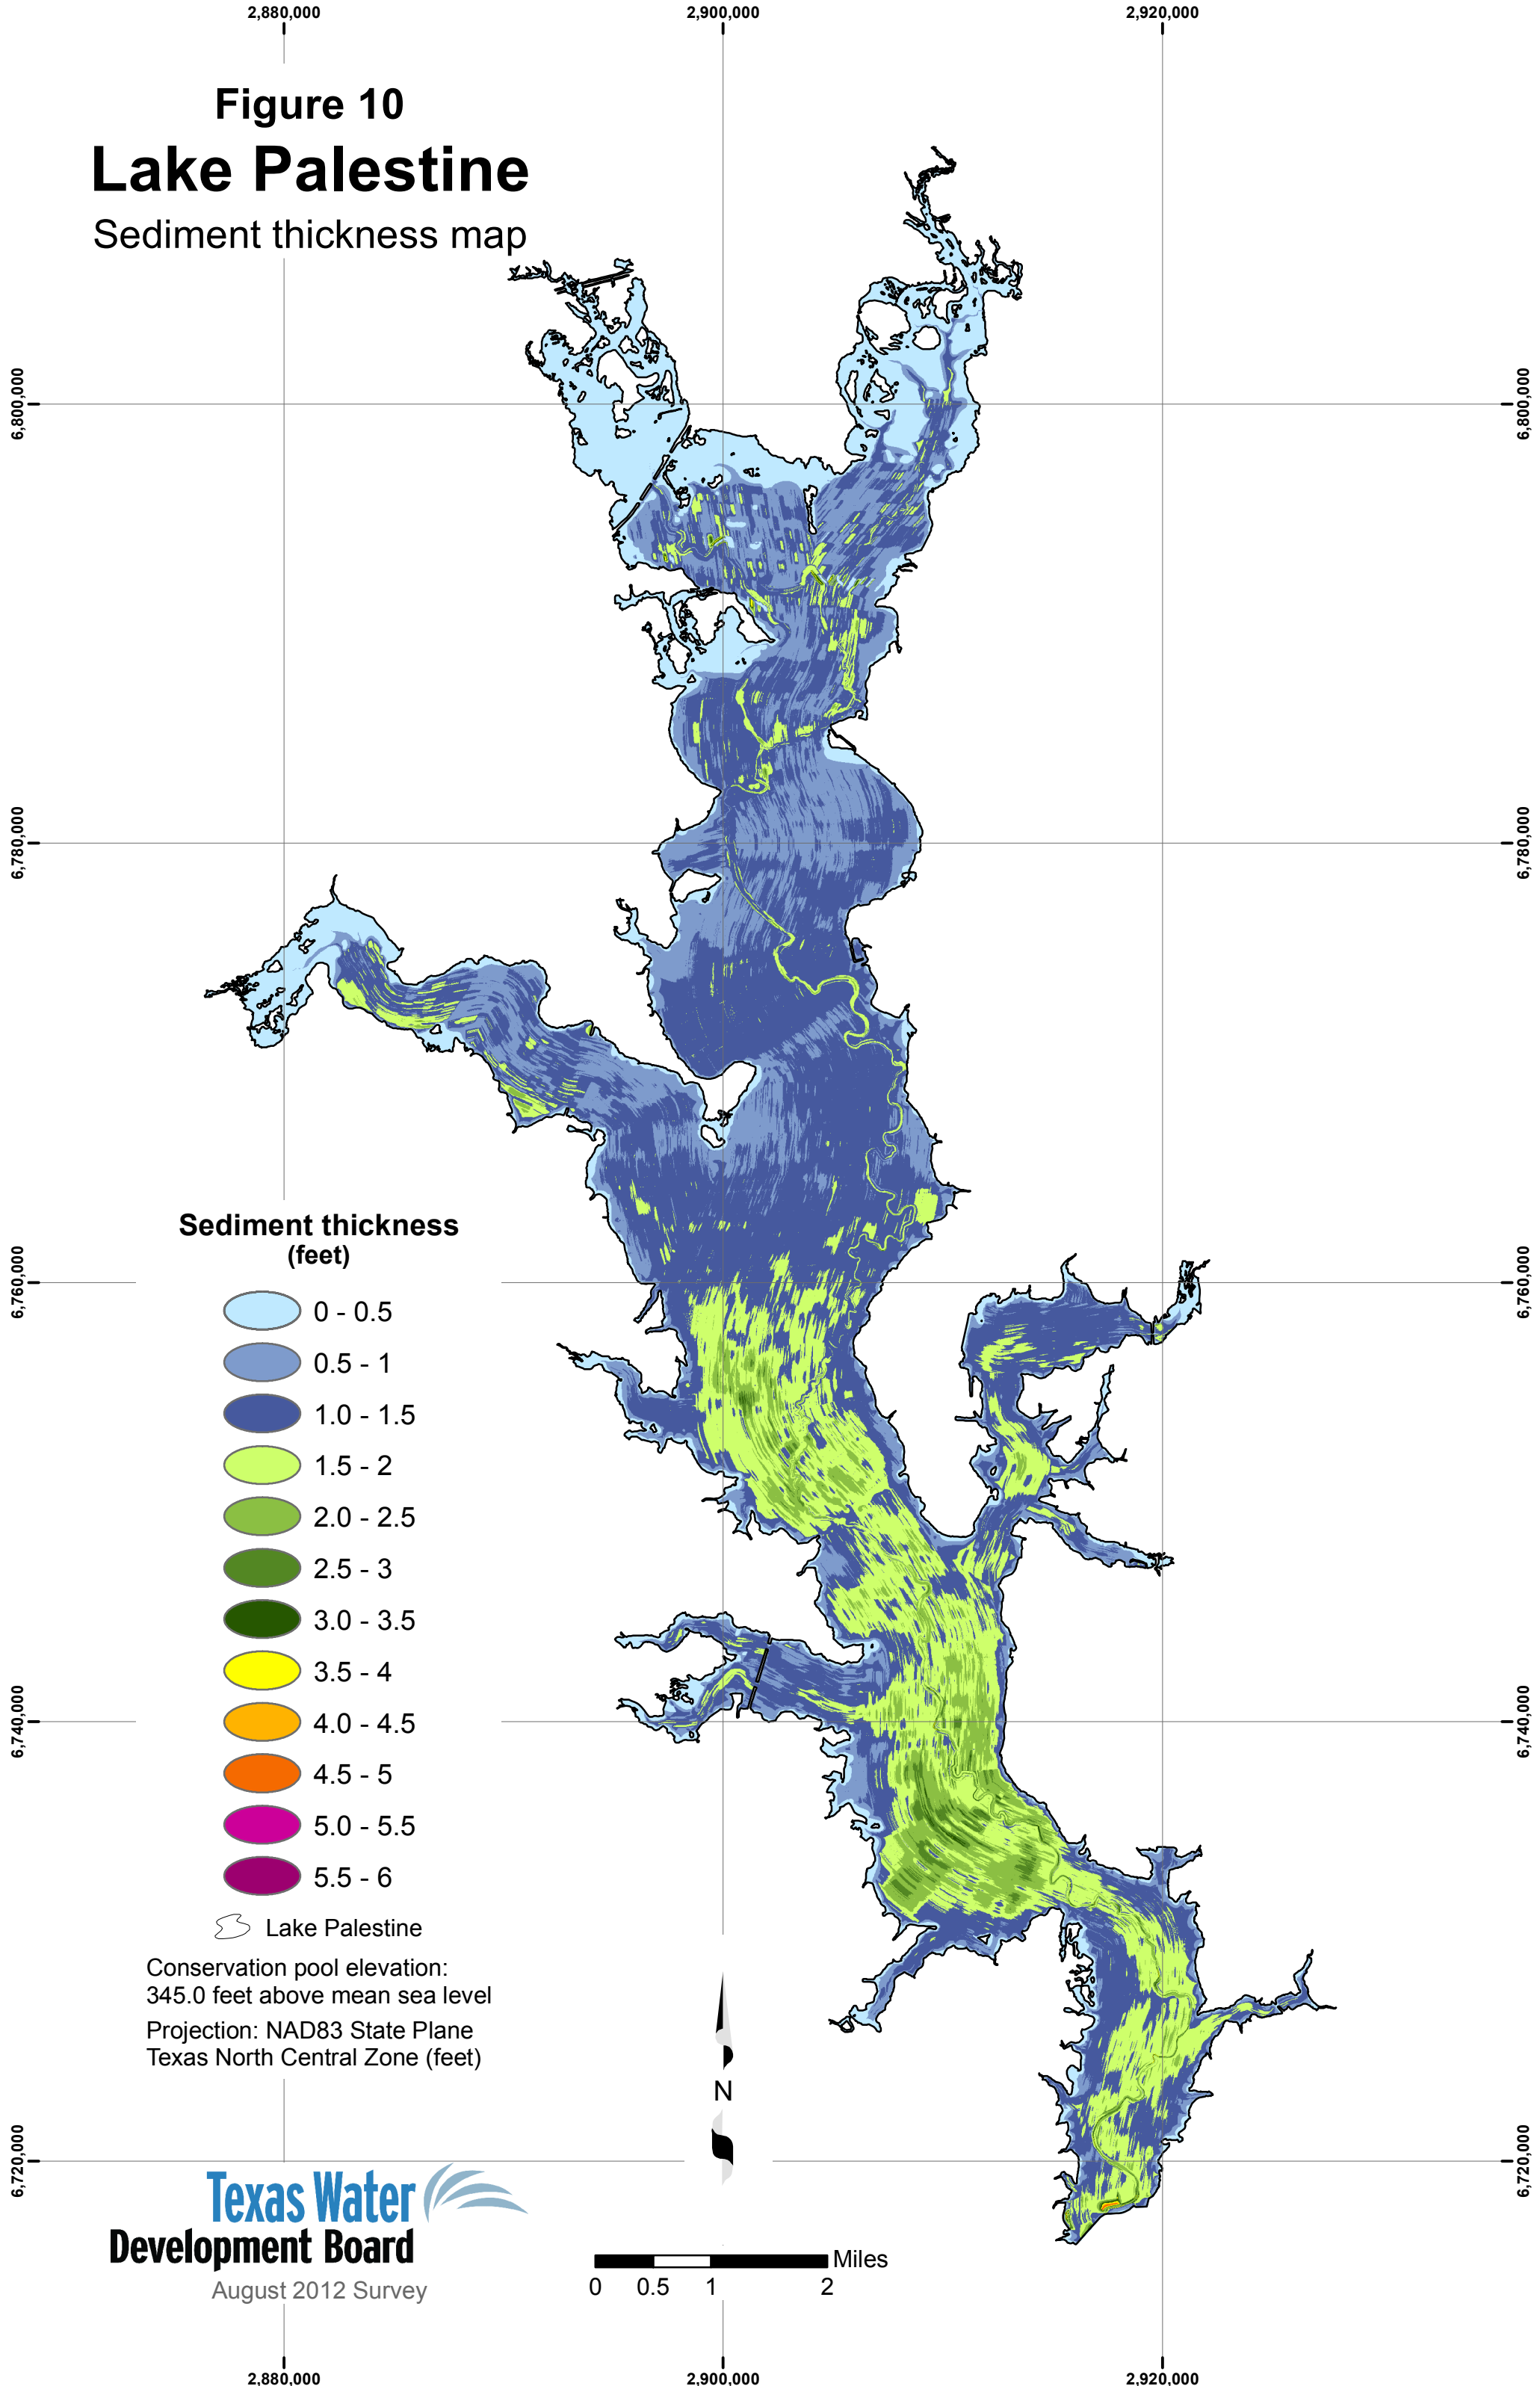 2,880,000
2,900,000
2,920,000
Figure 10
Lake Palestine
Sediment thickness map
6,800,000
6,800,000
6,780,000
6,780,000
Sediment thickness
(feet)
6,760,000
6,760,000
0 - 0.5
0.5 - 1
1.0 - 1.5
1.5 - 2
2.0 - 2.5
2.5 - 3
3.0 - 3.5
3.5 - 4
4.0 - 4.5
4.5 - 5
5.0 - 5.5
5.5 - 6
6,740,000
6,740,000
Lake Palestine
Conservation pool elevation:
345.0 feet above mean sea level
Projection: NAD83 State Plane
Texas North Central Zone (feet)
N
6,720,000
6,720,000
Texas Water
Development Board
August 2012 Survey
Miles
0 0.5 1 2
2,880,000
2,900,000
2,920,000